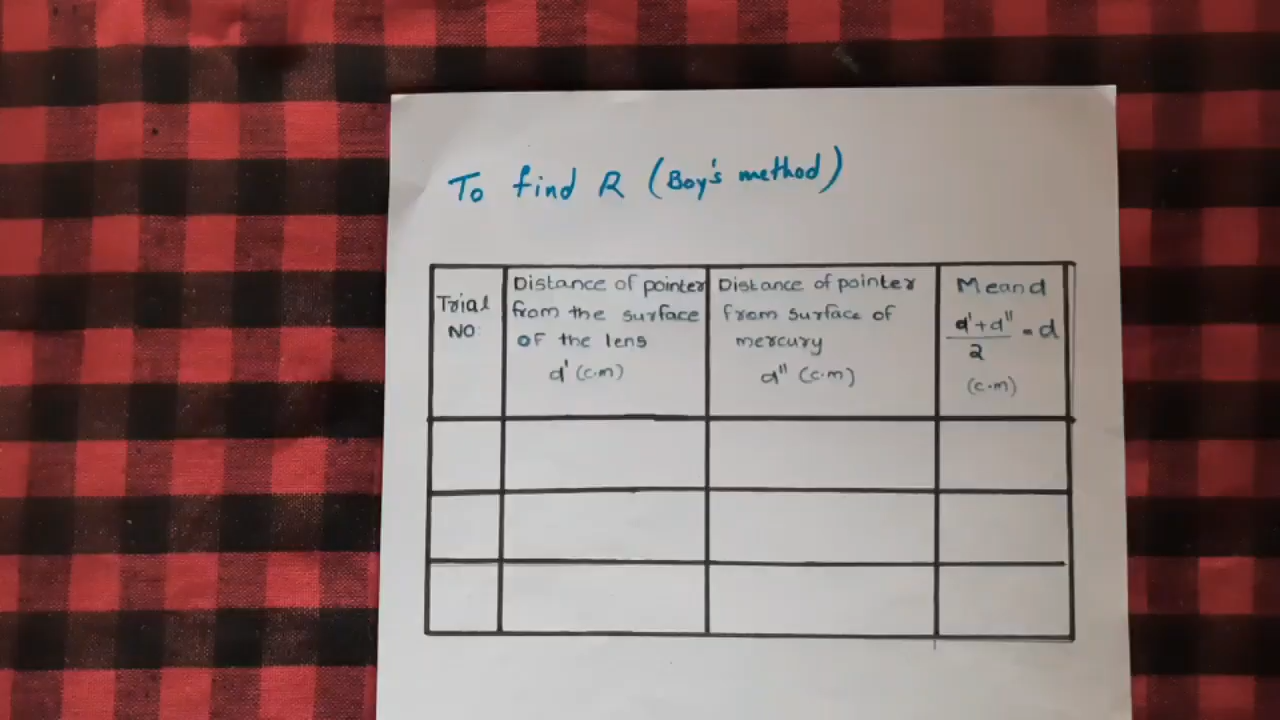 To find R (Boy's method)
Trial
NO:
Distance of pointer
from the surface
OF the lens
d' (c.m)
Distance of pointer
from surface of
mercury
d" (c.m)
Mean d
d'+d"
2
= d
(c.m)